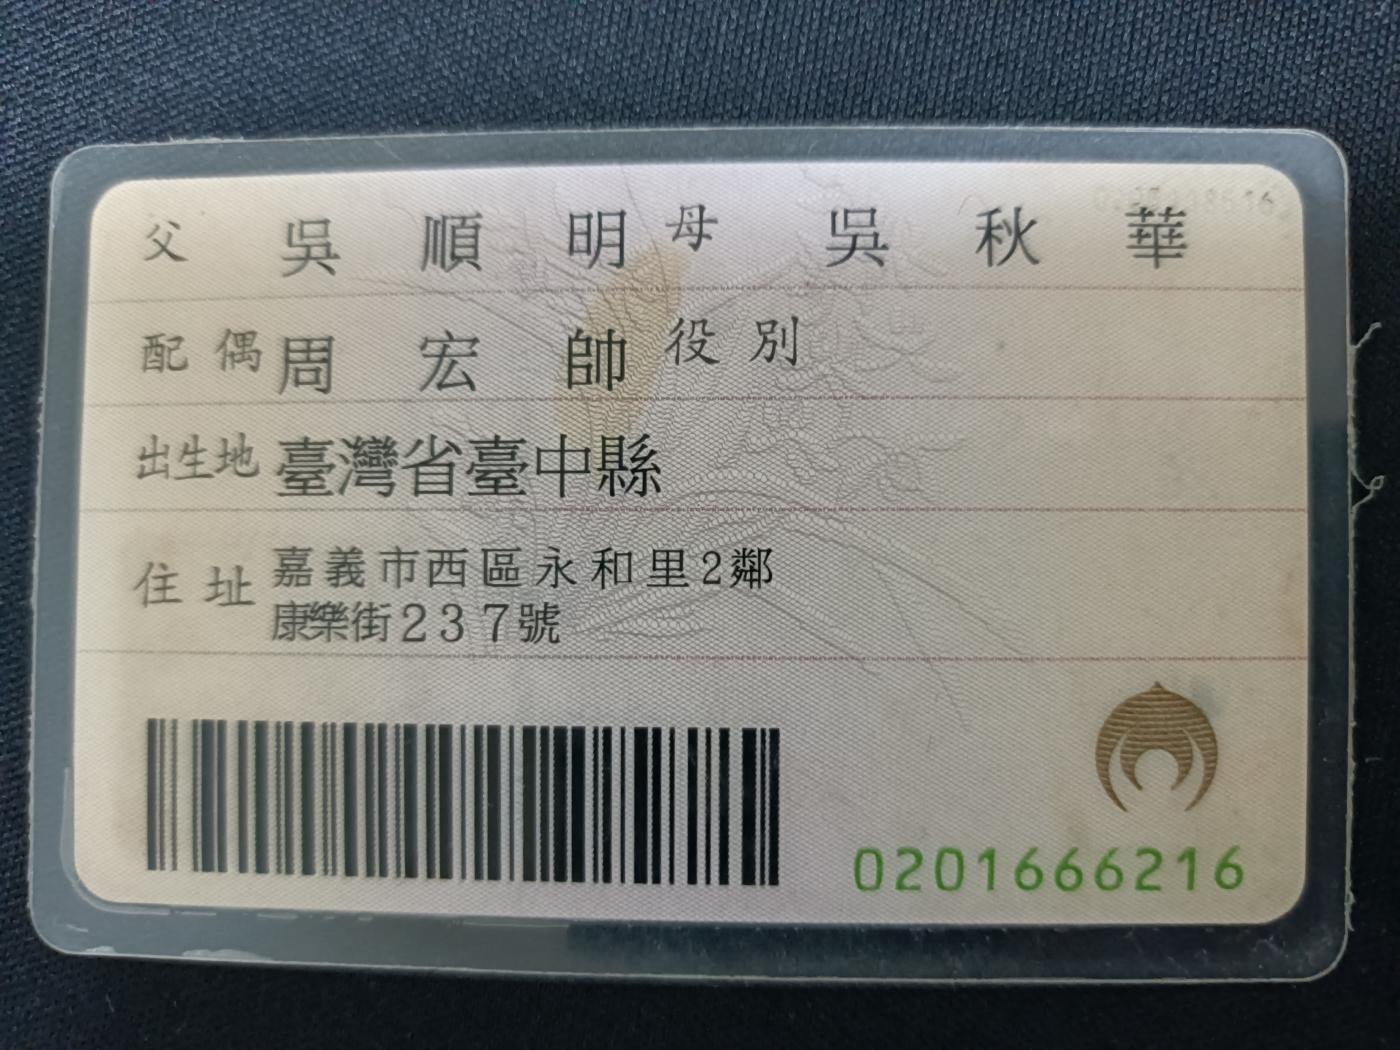 父 吳順明 母 吳秋華
配偶 周宏帥 役別
出生地 臺灣省臺中縣
住址 嘉義市西區永和里2鄰
康樂街237號
0201666216